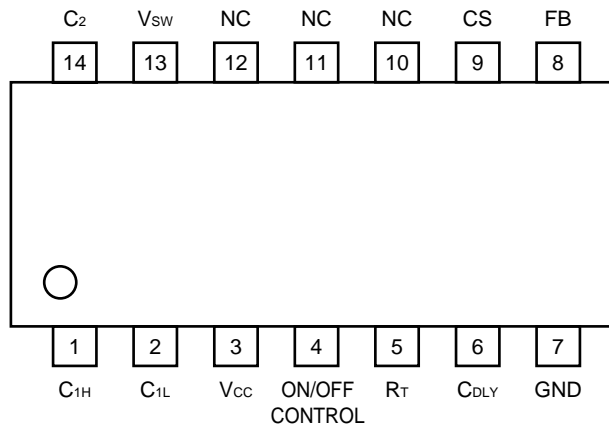 C2 VSW NC NC NC CS FB
14 13 12 11 10 9 8
1 2 3 4 5 6 7
C1H C1L VCC ON/OFF CONTROL RT CDLY GND